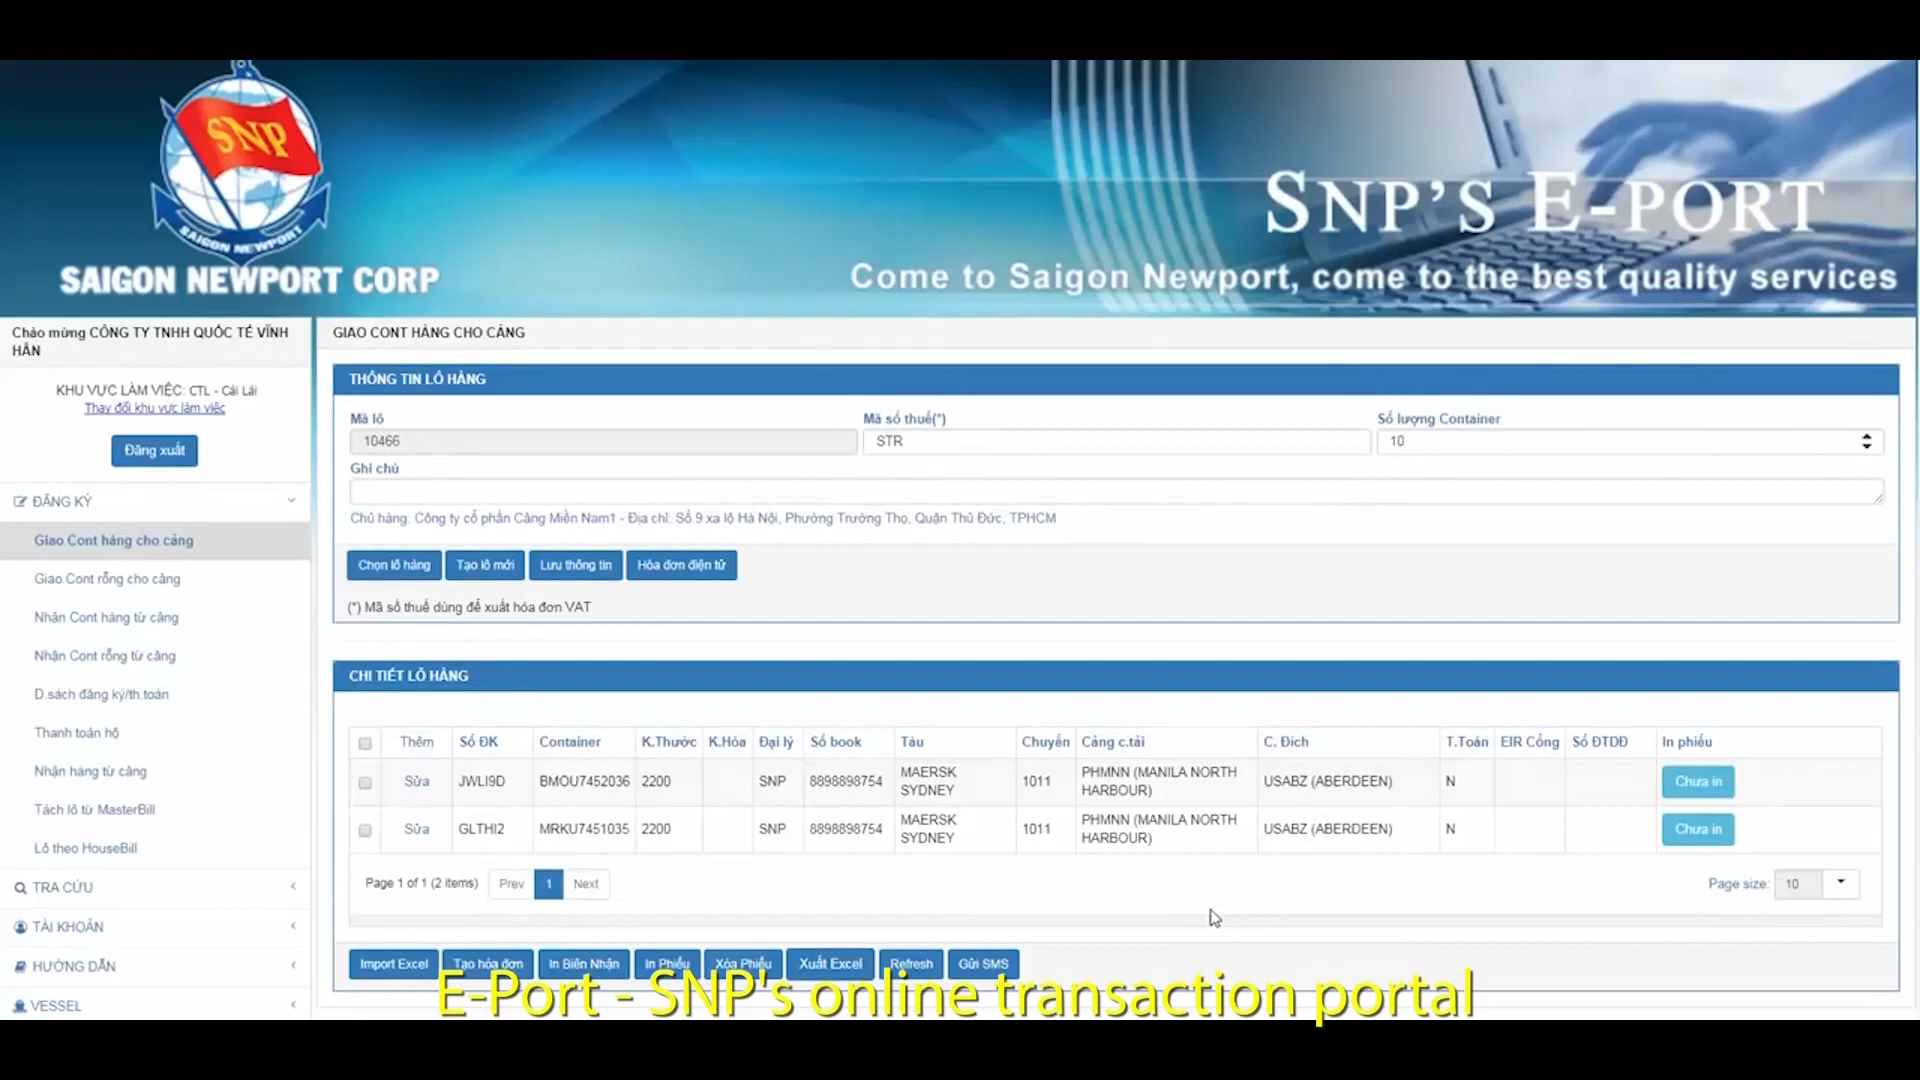 SNP
SAIGON NEWPORT
SAIGON NEWPORT CORP
SNP'S E-PORT
Come to Saigon Newport, come to the best quality services
Chào mừng CÔNG TY TNHH QUỐC TẾ VĨNH
HÂN
KHU VỰC LÀM VIỆC: CTL - Cái Lái
Thay đổi khu vực làm việc
Đăng xuất
ĐĂNG KÝ
Giao Cont hàng cho cảng
Giao Cont rỗng cho cảng
Nhận Cont hàng từ cảng
Nhận Cont rỗng từ cảng
D.sách đăng ký/th.toán
Thanh toán hộ
Nhận hàng từ cảng
Tách lô từ MasterBill
Lô theo HouseBill
TRA CỨU
TÀI KHOẢN
HƯỚNG DẪN
VESSEL
GIAO CONT HÀNG CHO CẢNG
THÔNG TIN LÔ HÀNG
Mã lô Mã số thuế(*) Số lượng Container
10466 STR 10
Ghi chú
Chủ hàng: Công ty cổ phần Cảng Miền Nam1 - Địa chỉ: Số 9 xa lộ Hà Nội, Phường Trường Thọ, Quận Thủ Đức, TPHCM
Chọn lô hàng Tạo lô mới Lưu thông tin Hóa đơn điện tử
(*) Mã số thuế dùng để xuất hóa đơn VAT
CHI TIẾT LÔ HÀNG
Thêm Số ĐK Container K.Thước K.Hóa Đại lý Số book Tàu Chuyến Cảng c.tải C. Đích T.Toán EIR Cổng Số ĐTDĐ In phiếu
Sửa JWLI9D BMOU7452036 2200 SNP 8898898754 MAERSK SYDNEY 1011 PHMNN (MANILA NORTH HARBOUR) USABZ (ABERDEEN) N Chưa in
Sửa GLTHI2 MRKU7451035 2200 SNP 8898898754 MAERSK SYDNEY 1011 PHMNN (MANILA NORTH HARBOUR) USABZ (ABERDEEN) N Chưa in
Page 1 of 1 (2 items) Prev 1 Next Page size: 10
Import Excel Tạo hóa đơn In Biên Nhận In Phiếu Xóa Phiếu Xuất Excel Refresh Gửi SMS
E-Port - SNP's online transaction portal